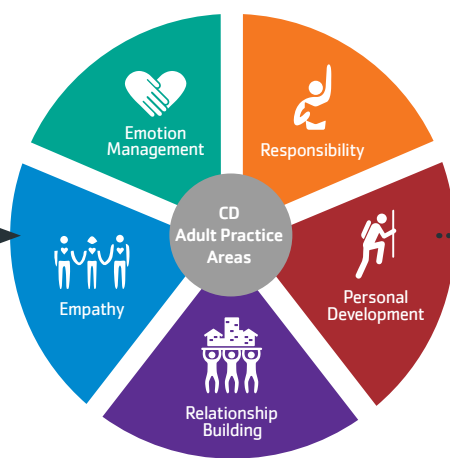 Emotion
Management
Responsibility
CD
Adult Practice
Areas
Empathy
Personal
Development
Relationship
Building